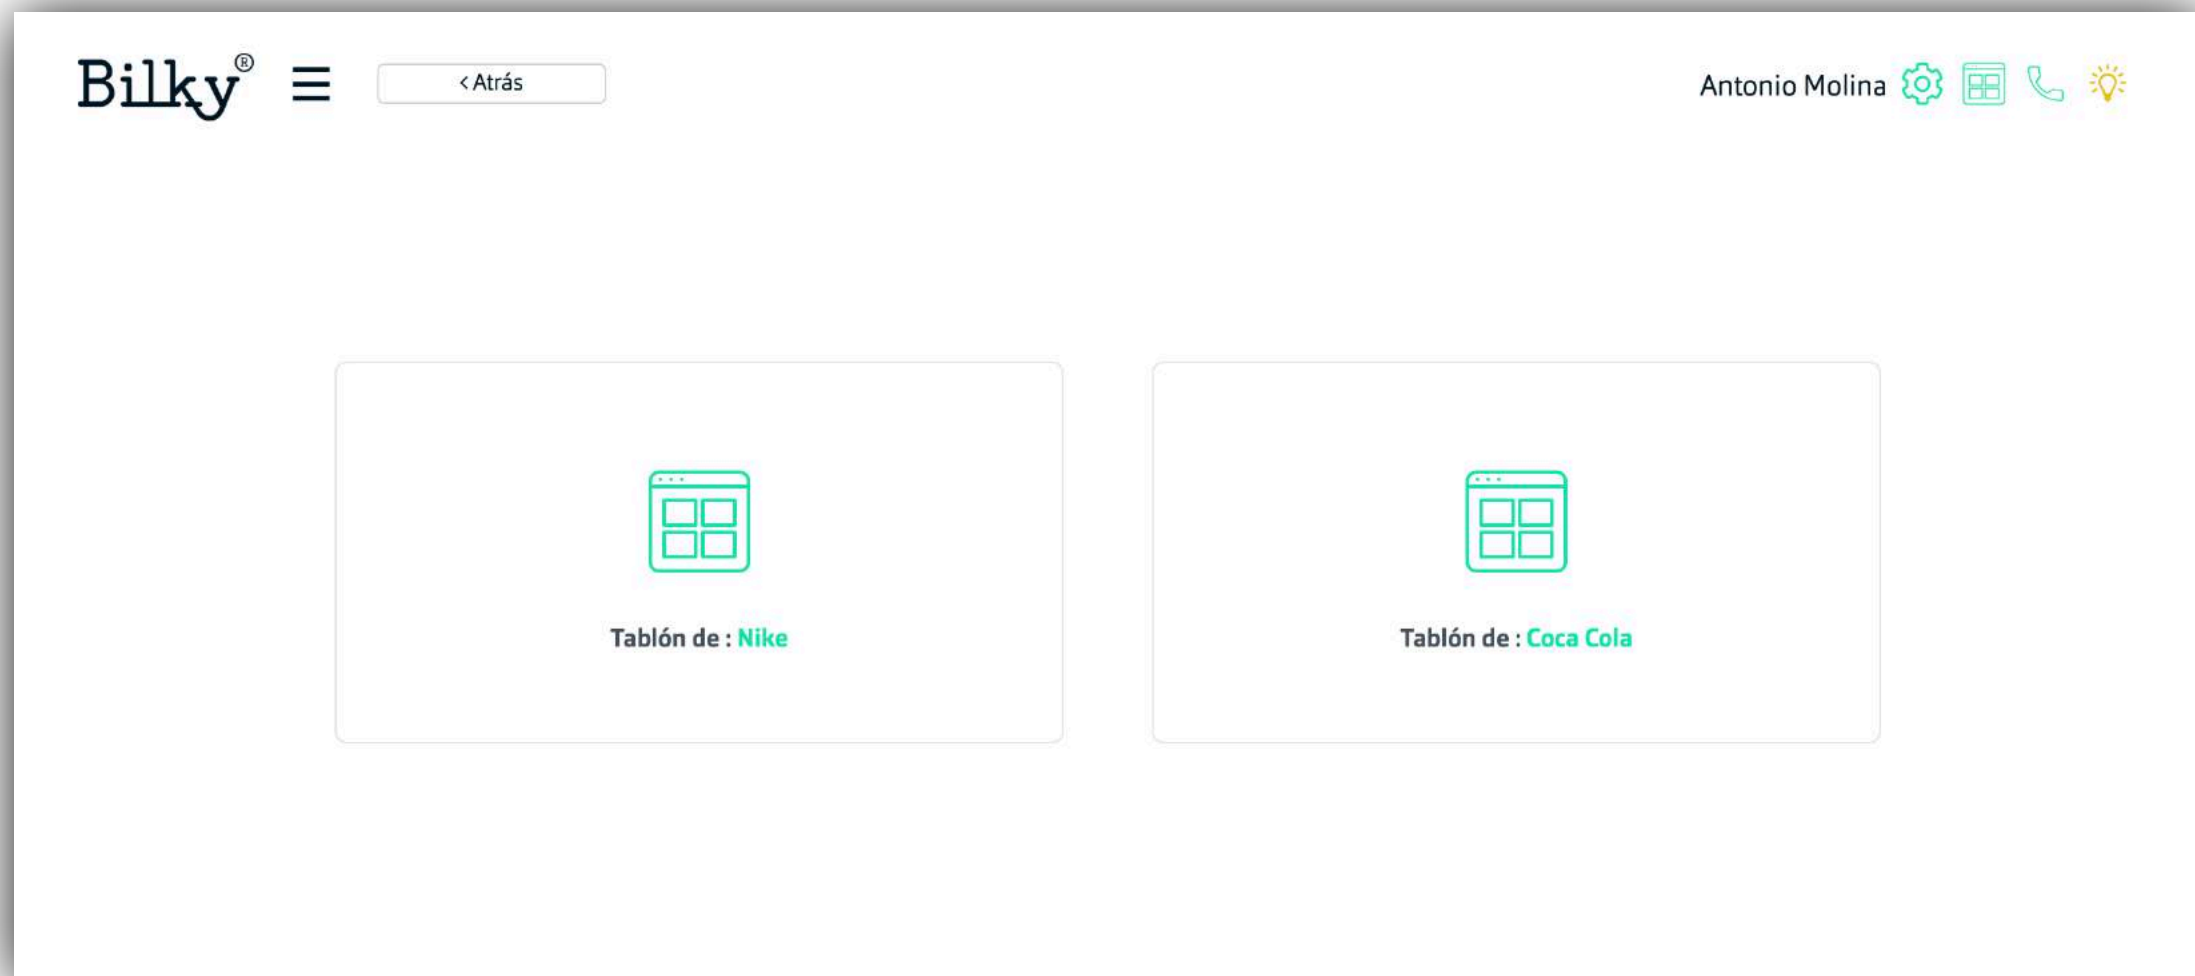 Bilky®
< Atrás
Antonio Molina
Tablón de : Nike
Tablón de : Coca Cola